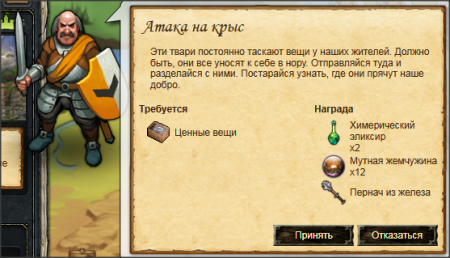 Атака на крыс
Эти твари постоянно таскают вещи у наших жителей. Должно
быть, они все уносят к себе в нору. Отправляйся туда и
разделайся с ними. Постарайся узнать, где они прячут наше
добро.
Требуется
Ценные вещи
Награда
Химерический
эликсир
x2
Мутная жемчужина
x12
Пернач из железа
Принять
Отказаться